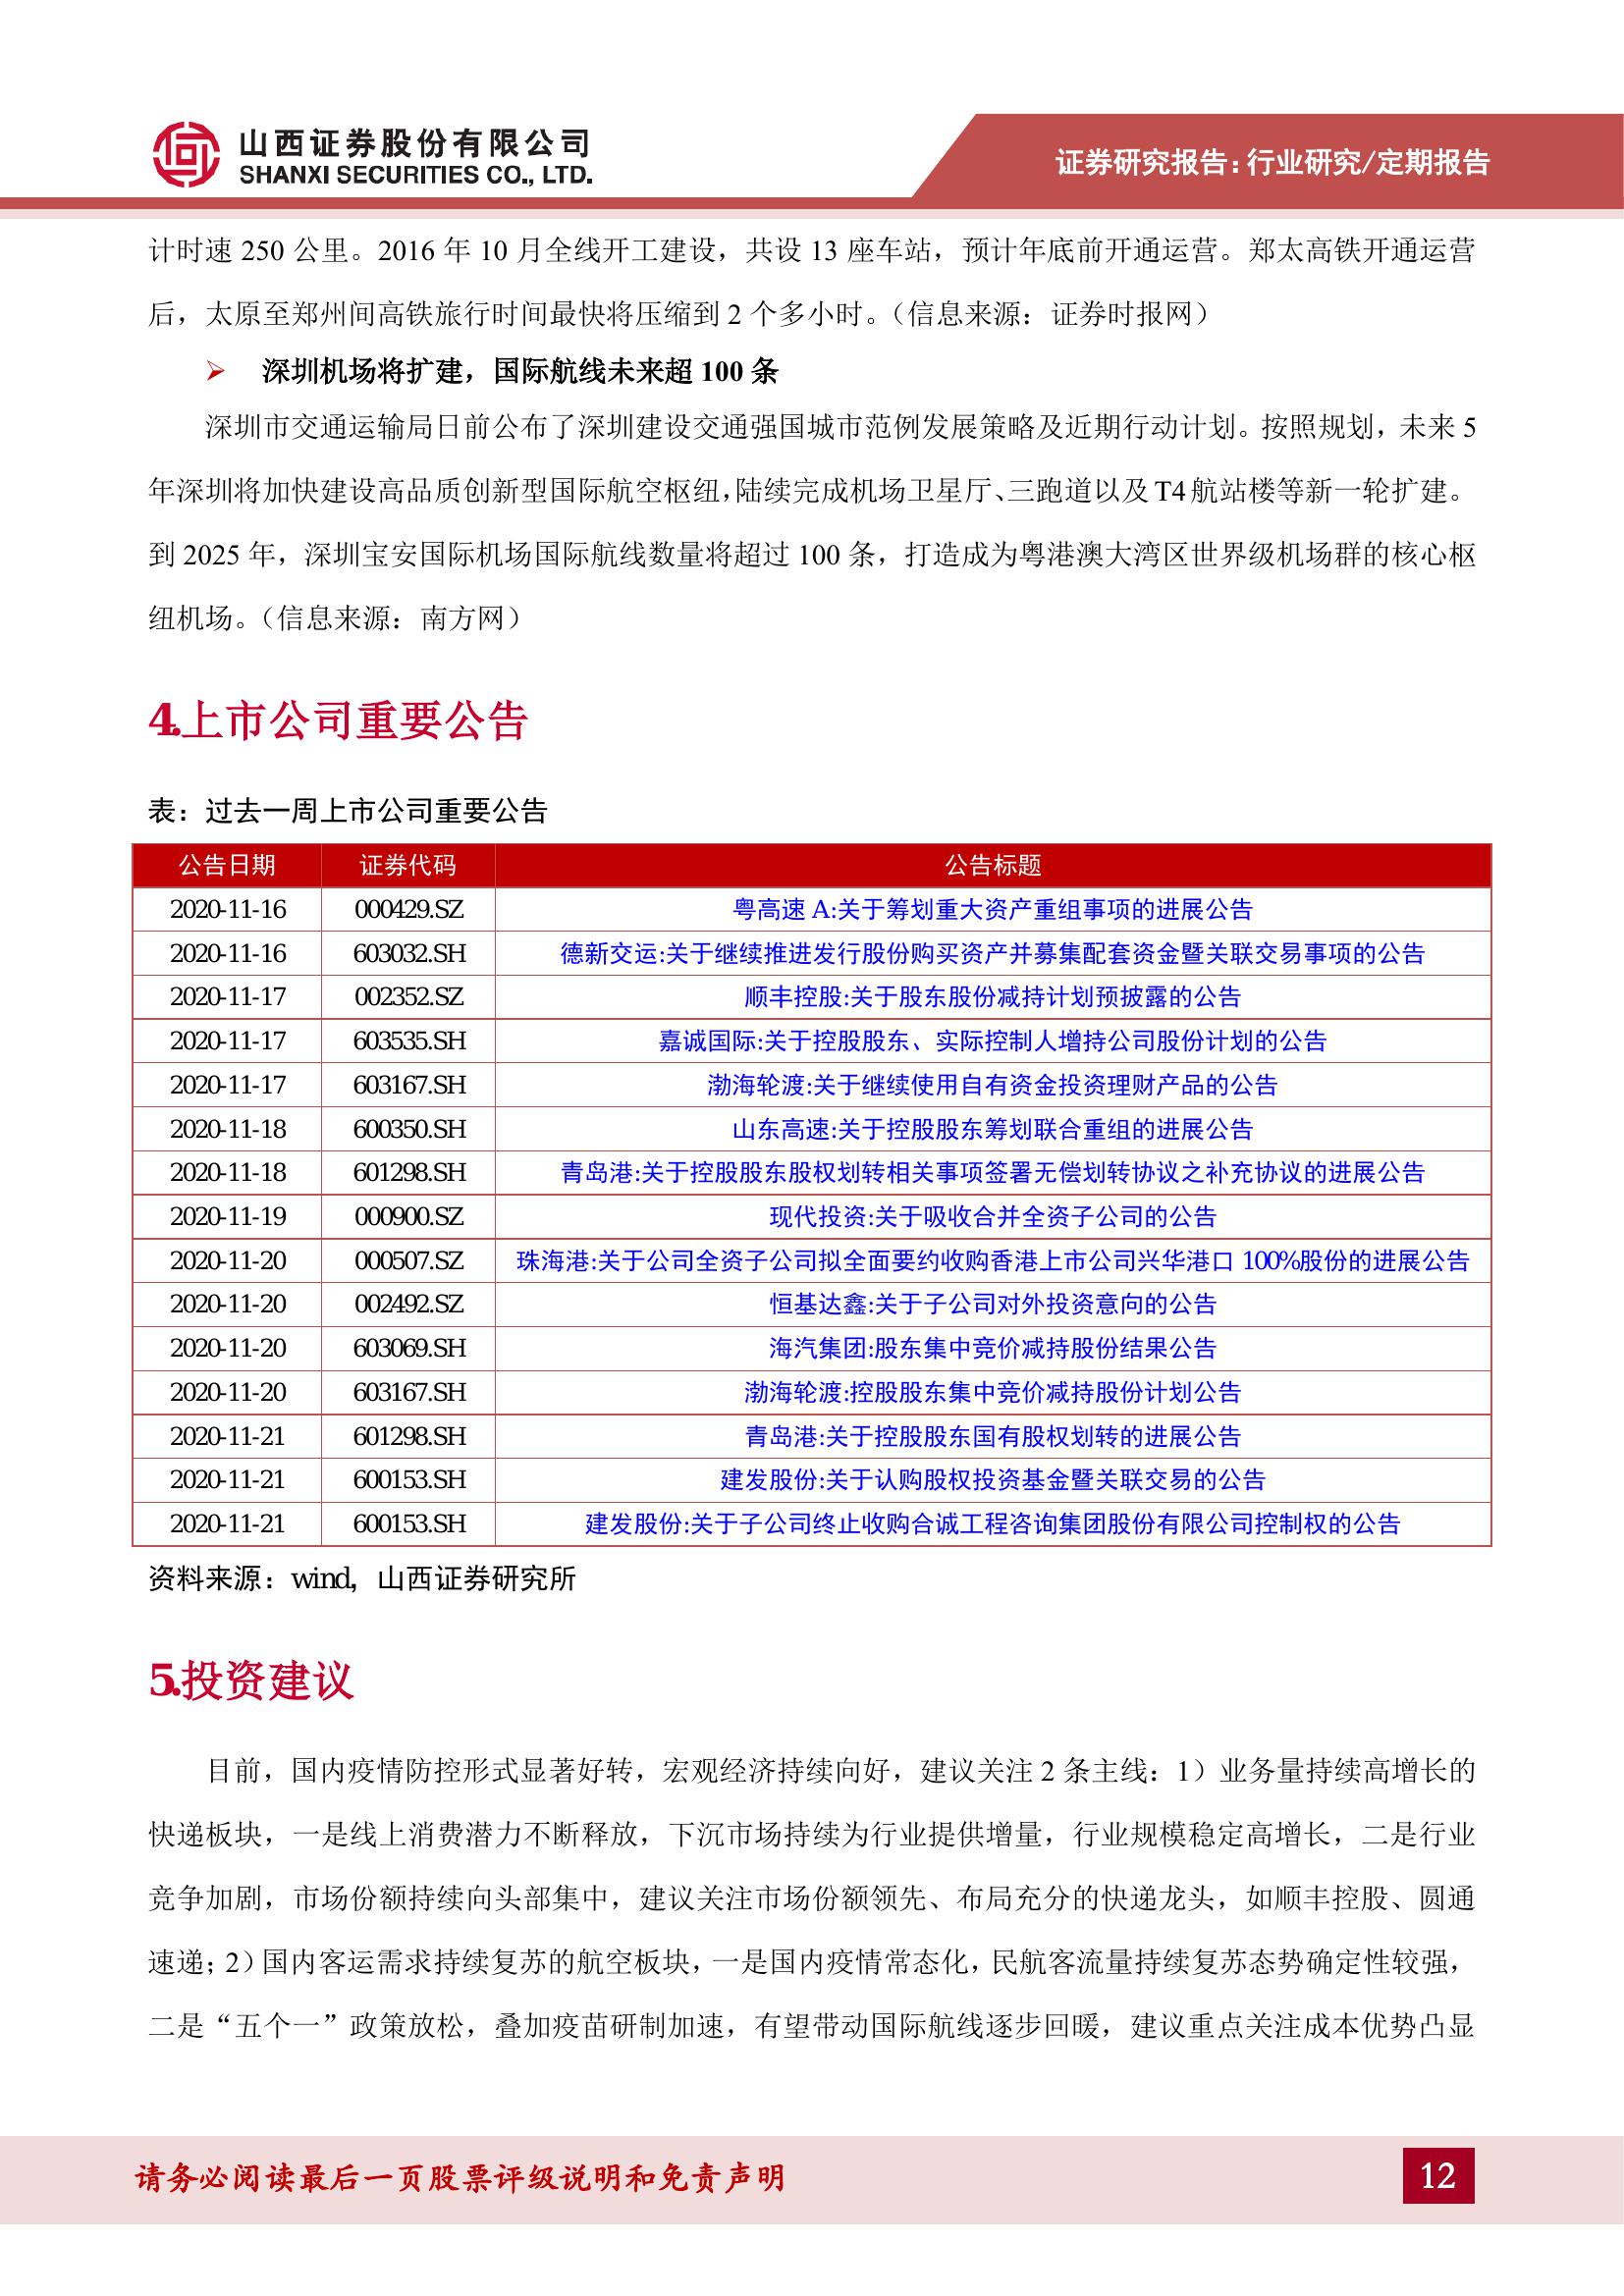 山西证券股份有限公司
SHANXI SECURITIES CO., LTD.
证券研究报告：行业研究/定期报告
计时速 250 公里。2016 年 10 月全线开工建设，共设 13 座车站，预计年底前开通运营。郑太高铁开通运营
后，太原至郑州间高铁旅行时间最快将压缩到 2 个多小时。（信息来源：证券时报网）
➢ 深圳机场将扩建，国际航线未来超 100 条
深圳市交通运输局日前公布了深圳建设交通强国城市范例发展策略及近期行动计划。按照规划，未来 5
年深圳将加快建设高品质创新型国际航空枢纽，陆续完成机场卫星厅、三跑道以及 T4 航站楼等新一轮扩建。
到 2025 年，深圳宝安国际机场国际航线数量将超过 100 条，打造成为粤港澳大湾区世界级机场群的核心枢
纽机场。（信息来源：南方网）
4.上市公司重要公告
表：过去一周上市公司重要公告
公告日期 证券代码 公告标题
2020-11-16 000429.SZ 粤高速 A:关于筹划重大资产重组事项的进展公告
2020-11-16 603032.SH 德新交运:关于继续推进发行股份购买资产并募集配套资金暨关联交易事项的公告
2020-11-17 002352.SZ 顺丰控股:关于股东股份减持计划预披露的公告
2020-11-17 603535.SH 嘉诚国际:关于控股股东、实际控制人增持公司股份计划的公告
2020-11-17 603167.SH 渤海轮渡:关于继续使用自有资金投资理财产品的公告
2020-11-18 600350.SH 山东高速:关于控股股东筹划联合重组的进展公告
2020-11-18 601298.SH 青岛港:关于控股股东股权划转相关事项签署无偿划转协议之补充协议的进展公告
2020-11-19 000900.SZ 现代投资:关于吸收合并全资子公司的公告
2020-11-20 000507.SZ 珠海港:关于公司全资子公司拟全面要约收购香港上市公司兴华港口 100%股份的进展公告
2020-11-20 002492.SZ 恒基达鑫:关于子公司对外投资意向的公告
2020-11-20 603069.SH 海汽集团:股东集中竞价减持股份结果公告
2020-11-20 603167.SH 渤海轮渡:控股股东集中竞价减持股份计划公告
2020-11-21 601298.SH 青岛港:关于控股股东国有股权划转的进展公告
2020-11-21 600153.SH 建发股份:关于认购股权投资基金暨关联交易的公告
2020-11-21 600153.SH 建发股份:关于子公司终止收购合诚工程咨询集团股份有限公司控制权的公告
资料来源：wind，山西证券研究所
5.投资建议
目前，国内疫情防控形式显著好转，宏观经济持续向好，建议关注 2 条主线：1）业务量持续高增长的
快递板块，一是线上消费潜力不断释放，下沉市场持续为行业提供增量，行业规模稳定高增长，二是行业
竞争加剧，市场份额持续向头部集中，建议关注市场份额领先、布局充分的快递龙头，如顺丰控股、圆通
速递；2）国内客运需求持续复苏的航空板块，一是国内疫情常态化，民航客流量持续复苏态势确定性较强，
二是“五个一”政策放松，叠加疫苗研制加速，有望带动国际航线逐步回暖，建议重点关注成本优势凸显
请务必阅读最后一页股票评级说明和免责声明
12